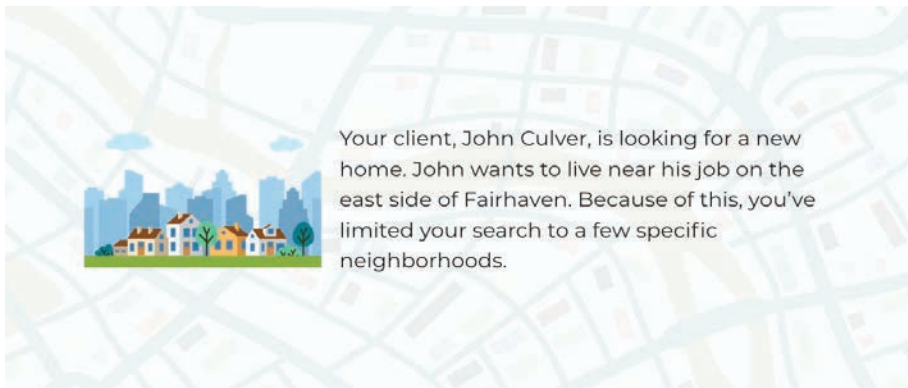 Your client, John Culver, is looking for a new
home. John wants to live near his job on the
east side of Fairhaven. Because of this, you’ve
limited your search to a few specific
neighborhoods.